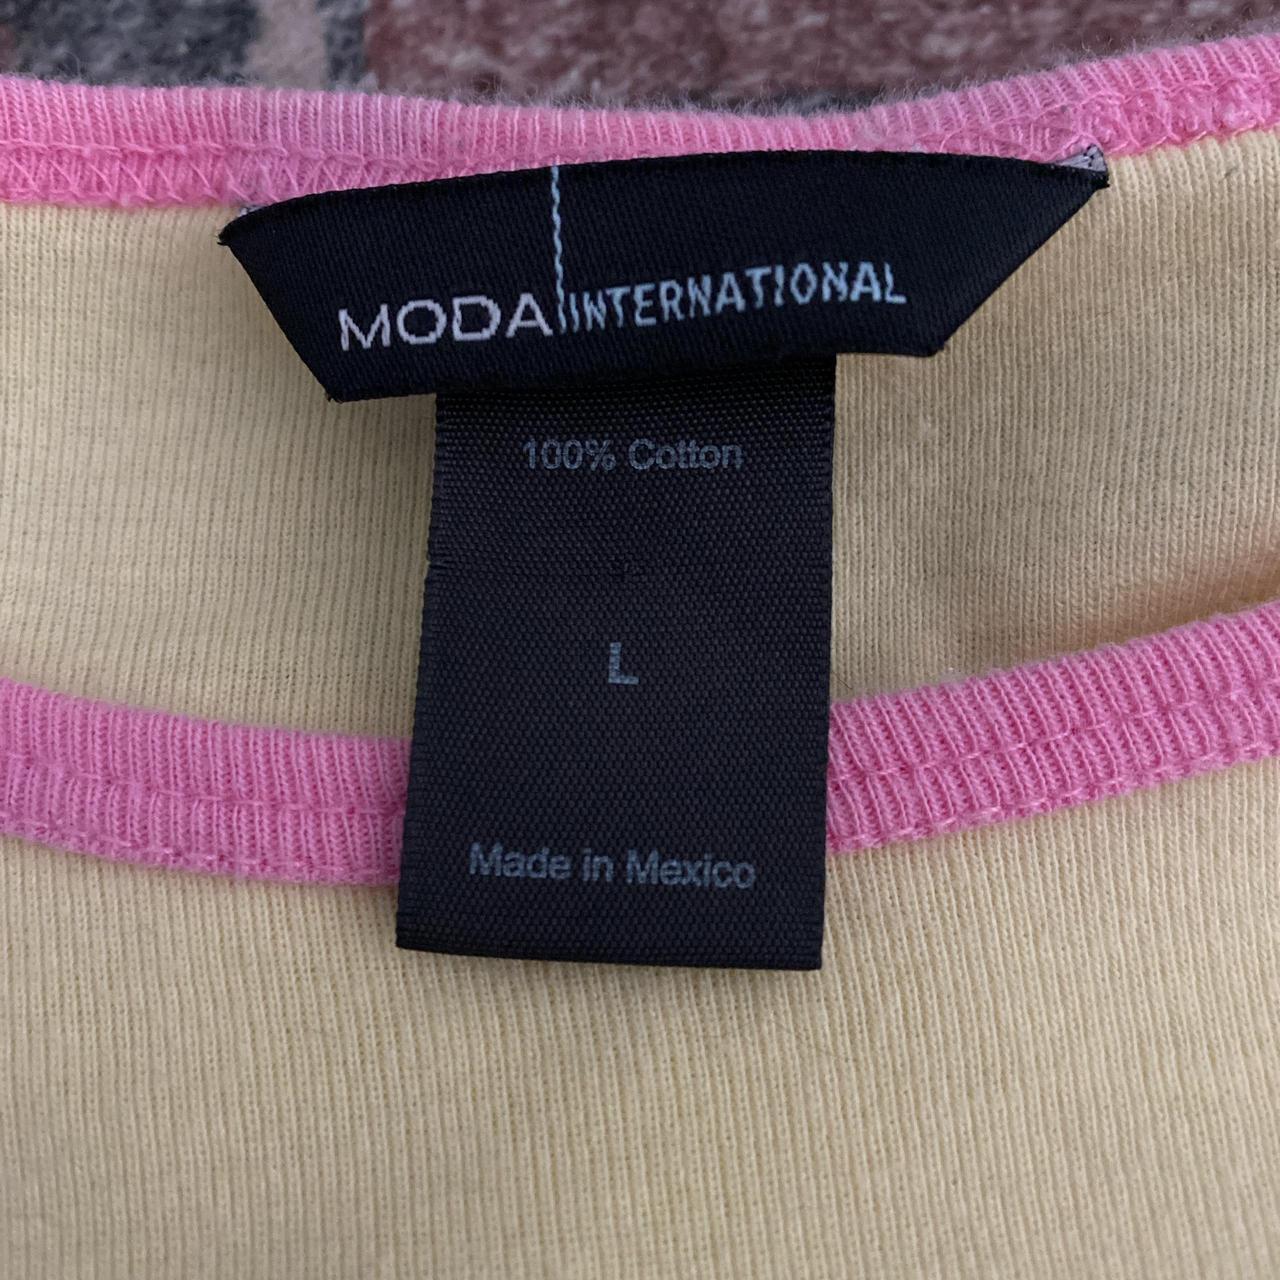 MODA INTERNATIONAL
100% Cotton
L
Made in Mexico